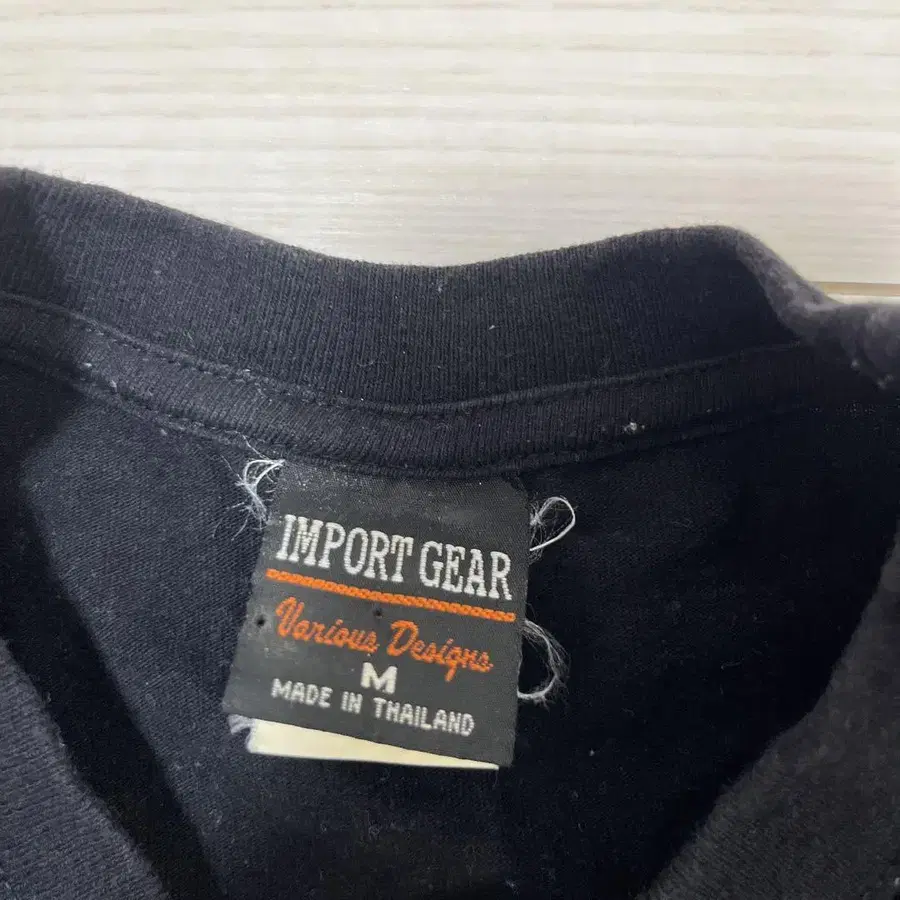 IMPORT GEAR
Various Designs
M
MADE IN THAILAND